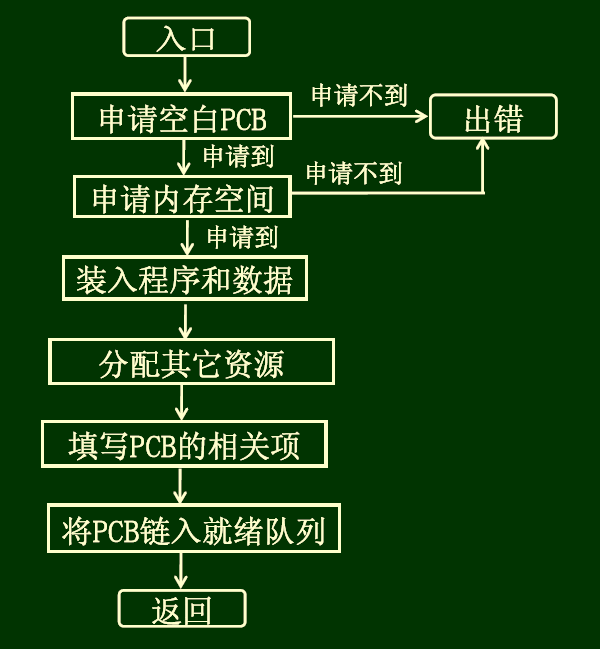 入口
申请不到
申请空白PCB
出错
申请到
申请不到
申请内存空间
申请到
装入程序和数据
分配其它资源
填写PCB的相关项
将PCB链入就绪队列
返回